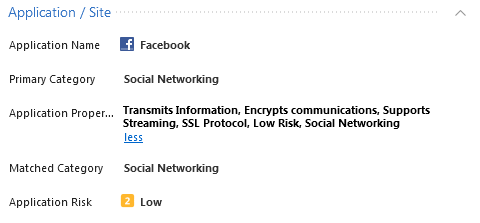 Application / Site
Application Name Facebook
Primary Category Social Networking
Application Proper... Transmits Information, Encrypts communications, Supports
Streaming, SSL Protocol, Low Risk, Social Networking
less
Matched Category Social Networking
Application Risk 2 Low